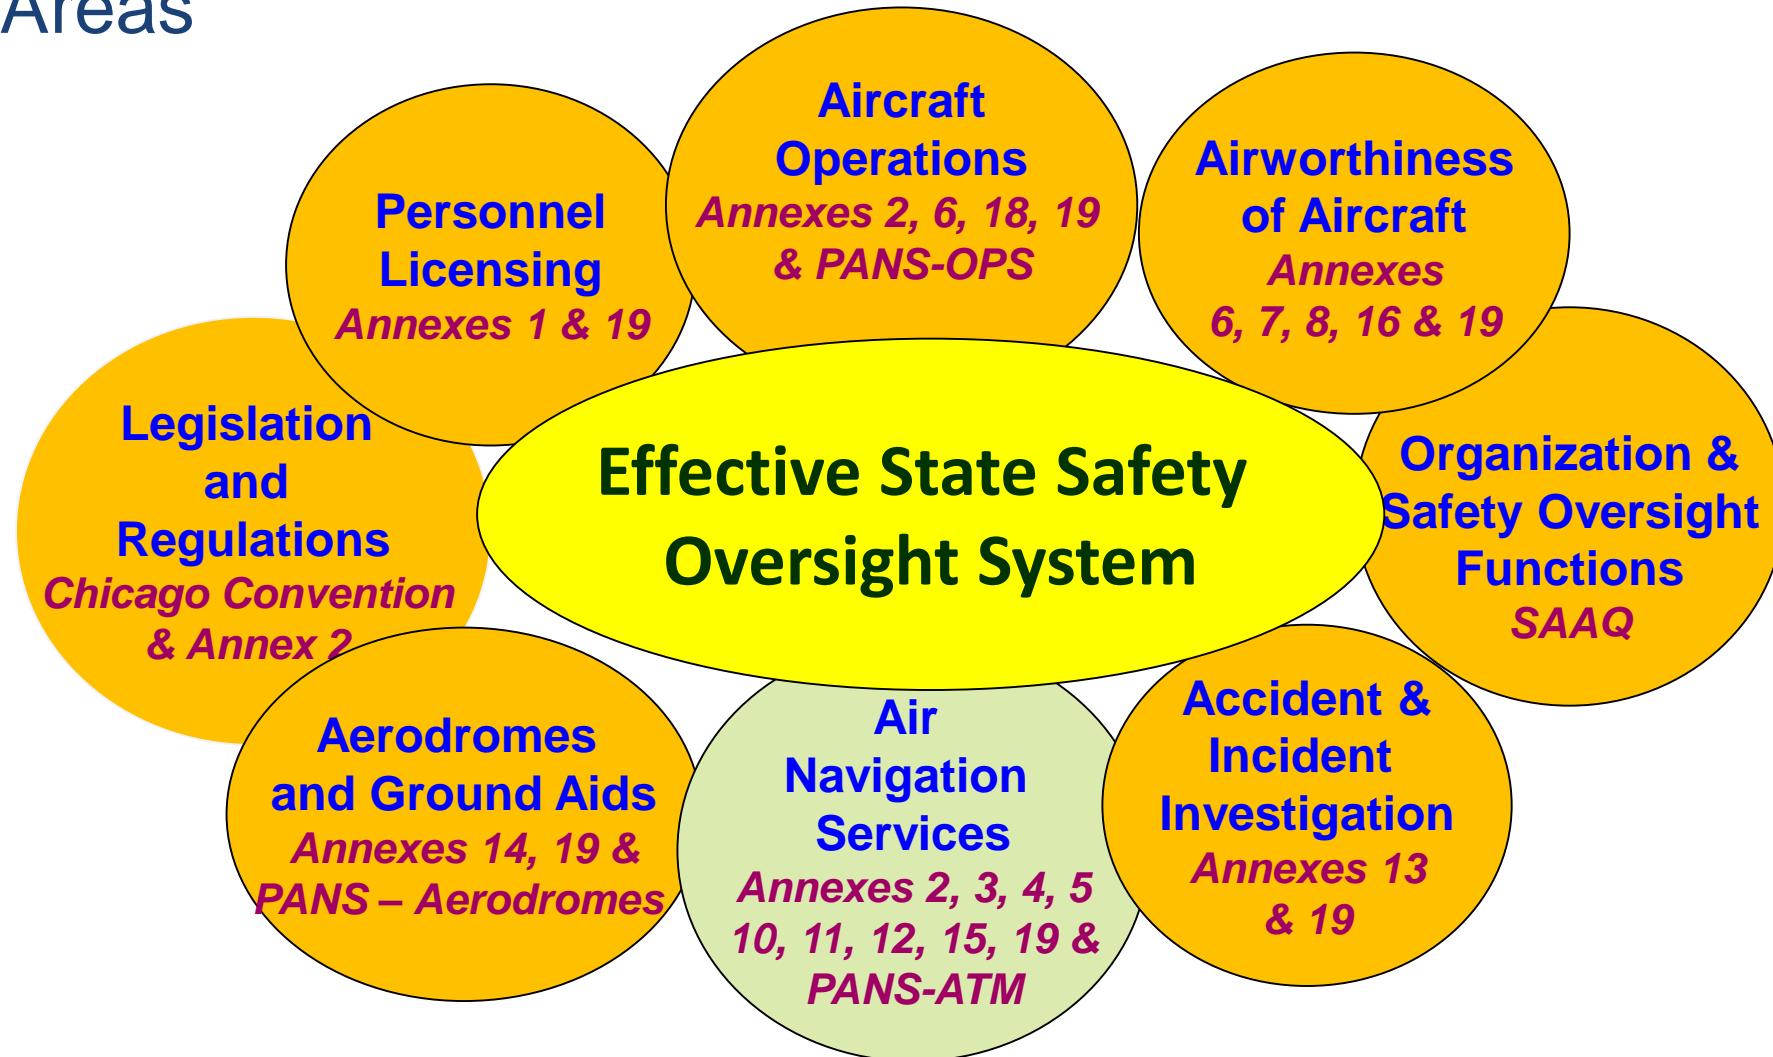 Areas
Aircraft
Operations
Annexes 2, 6, 18, 19
& PANS-OPS
Airworthiness
of Aircraft
Annexes
6, 7, 8, 16 & 19
Personnel
Licensing
Annexes 1 & 19
Legislation
and
Regulations
Chicago Convention
& Annex 2
Effective State Safety
Oversight System
Organization &
Safety Oversight
Functions
SAAQ
Aerodromes
and Ground Aids
Annexes 14, 19 &
PANS – Aerodromes
Air
Navigation
Services
Annexes 2, 3, 4, 5
10, 11, 12, 15, 19 &
PANS-ATM
Accident &
Incident
Investigation
Annexes 13
& 19